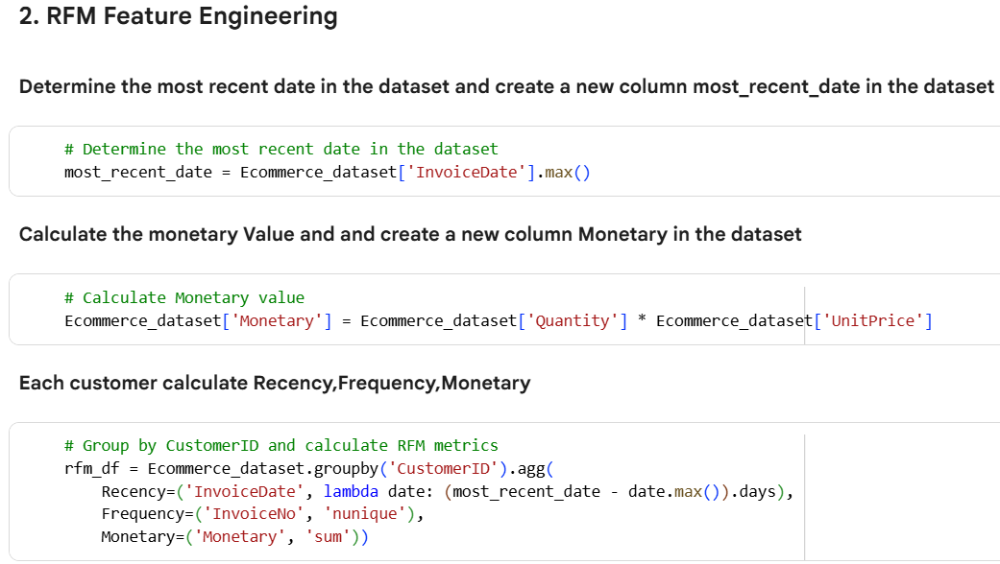 2. RFM Feature Engineering
Determine the most recent date in the dataset and create a new column most_recent_date in the dataset
# Determine the most recent date in the dataset
most_recent_date = Ecommerce_dataset['InvoiceDate'].max()
Calculate the monetary Value and and create a new column Monetary in the dataset
# Calculate Monetary value
Ecommerce_dataset['Monetary'] = Ecommerce_dataset['Quantity'] * Ecommerce_dataset['UnitPrice']
Each customer calculate Recency,Frequency,Monetary
# Group by CustomerID and calculate RFM metrics
rfm_df = Ecommerce_dataset.groupby('CustomerID').agg(
    Recency=('InvoiceDate', lambda date: (most_recent_date - date.max()).days),
    Frequency=('InvoiceNo', 'nunique'),
    Monetary=('Monetary', 'sum'))